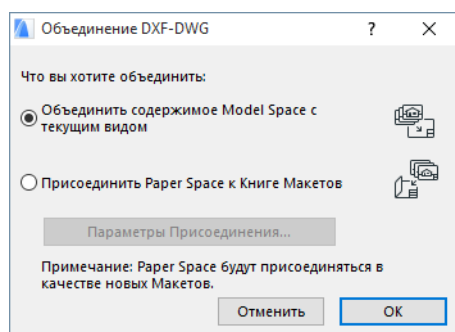 Объединение DXF-DWG
?
Что вы хотите объединить:
Объединить содержимое Model Space с
текущим видом
Присоединить Paper Space к Книге Макетов
Параметры Присоединения...
Примечание: Paper Space будут присоединяться в
качестве новых Макетов.
Отменить
ОК